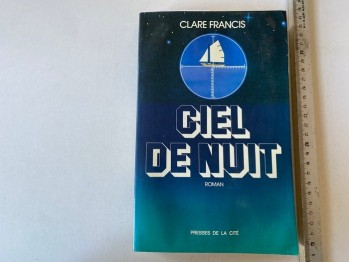 CLARE FRANCIS
CIEL
DE NUIT
ROMAN
PRESSES DE LA CITÉ